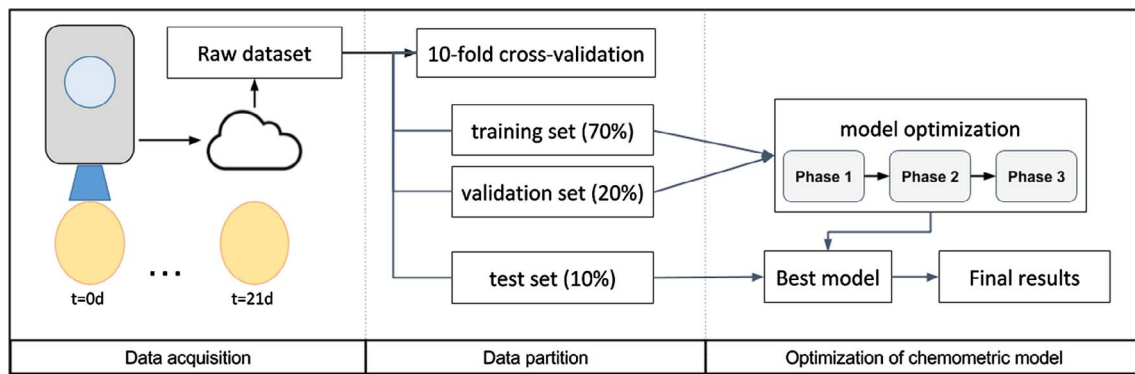 Raw dataset
t=0d
...
t=21d
Data acquisition
10-fold cross-validation
training set (70%)
validation set (20%)
test set (10%)
Data partition
model optimization
Phase 1
Phase 2
Phase 3
Best model
Final results
Optimization of chemometric model